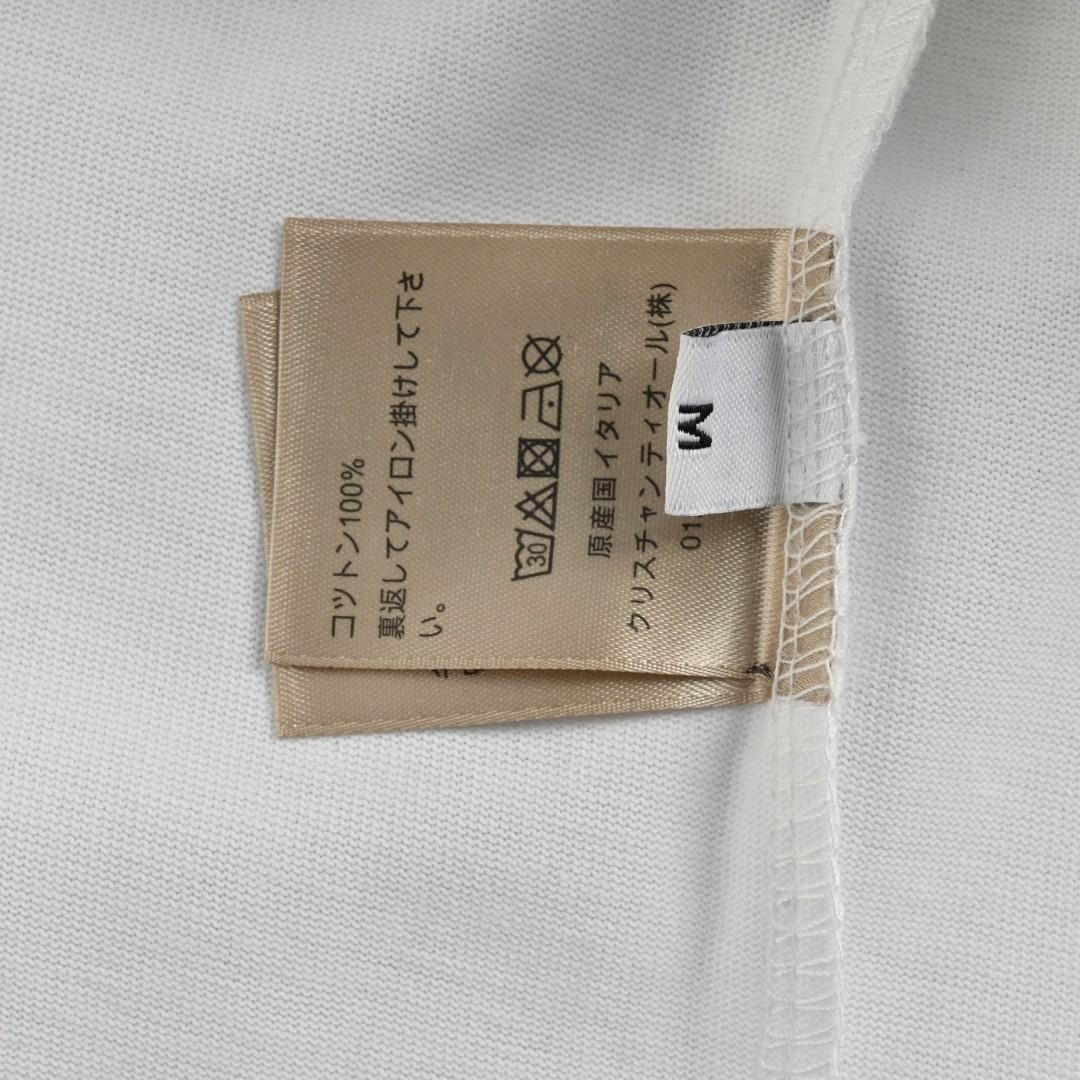 コットン100%
裏返してアイロン掛けして下さ
い。
30
原産国 イタリア
クリスチャン ディオール(株)
01
M